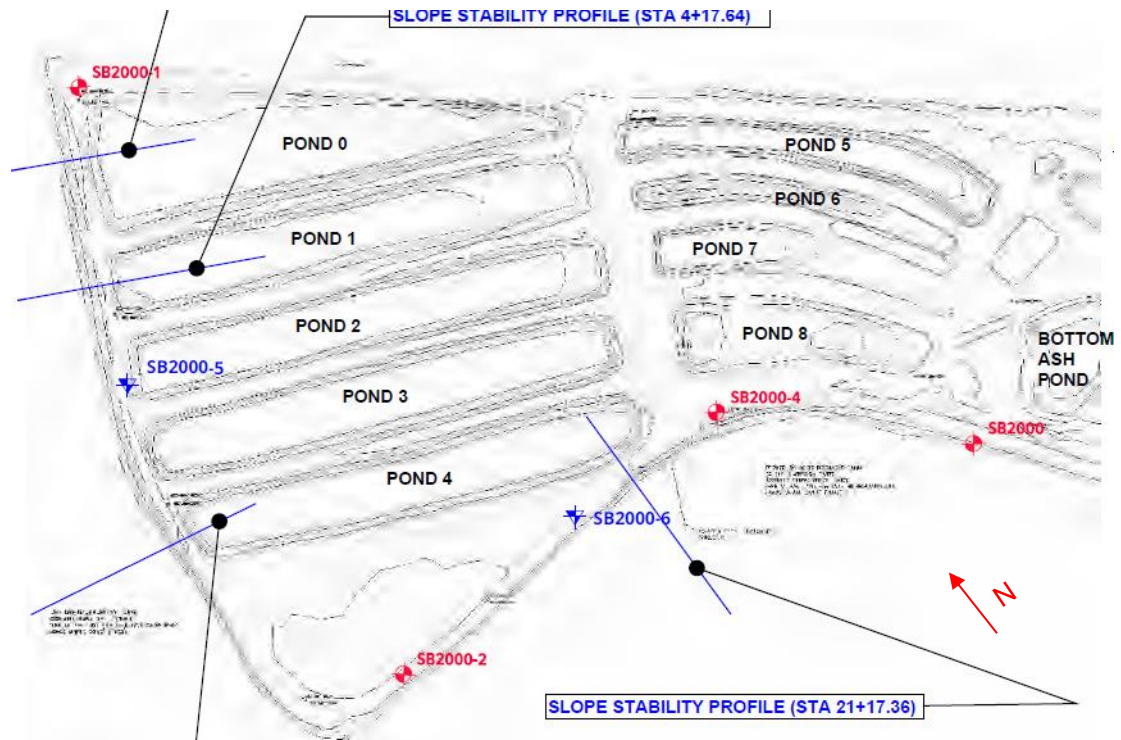 SLOPE STABILITY PROFILE (STA 4+17.64)
SB2000-1
POND 0
POND 5
POND 6
POND 1
POND 7
POND 2
POND 8
BOTTOM
ASH
POND
SB2000-5
POND 3
SB2000-4
SB2000
POND 4
SB2000-6
N
SB2000-2
SLOPE STABILITY PROFILE (STA 21+17.36)